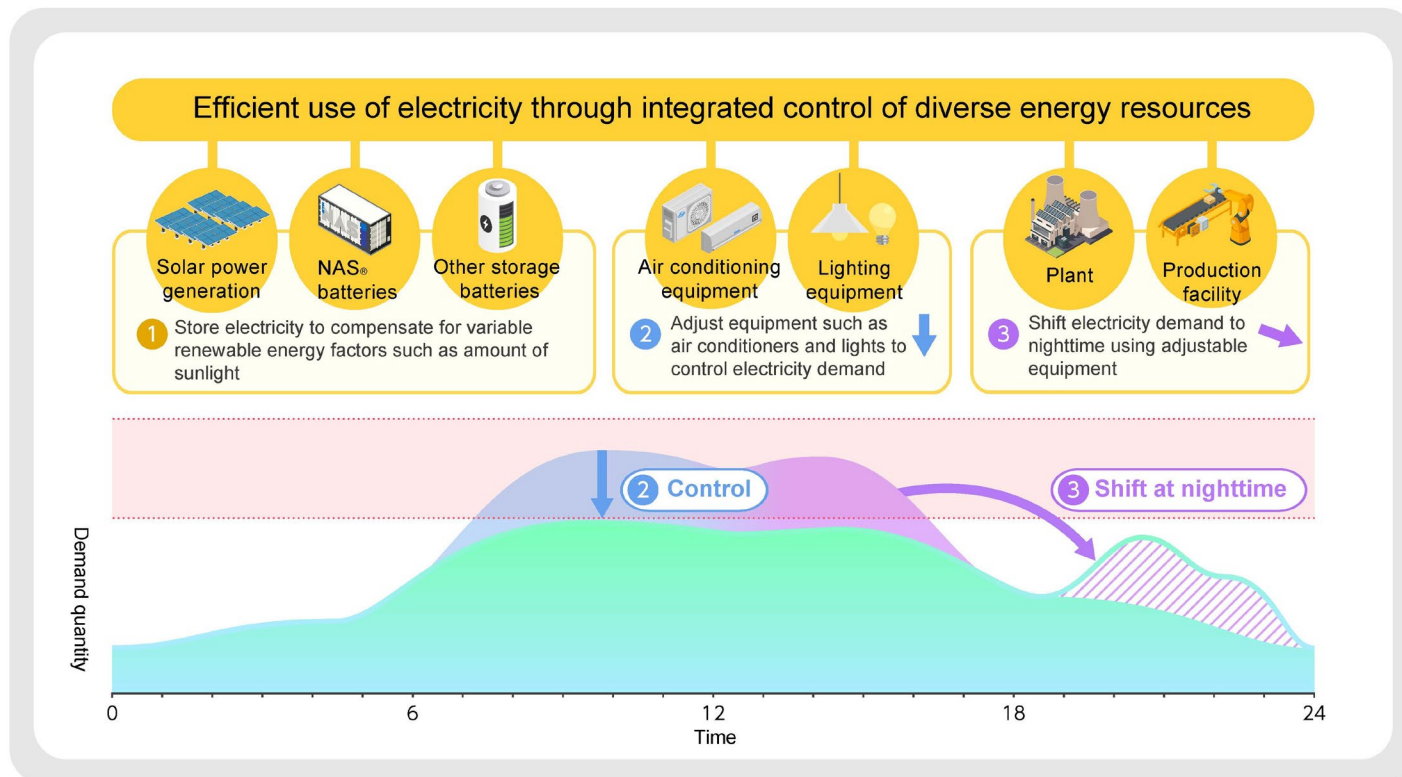 Efficient use of electricity through integrated control of diverse energy resources
Solar power
generation
NAS®
batteries
Other storage
batteries
Air conditioning
equipment
Lighting
equipment
Plant
Production
facility
1 Store electricity to compensate for variable
renewable energy factors such as amount of
sunlight
2 Adjust equipment such as
air conditioners and lights to
control electricity demand
3 Shift electricity demand to
nighttime using adjustable
equipment
2 Control
3 Shift at nighttime
Demand quantity
0 6 12 18 24
Time